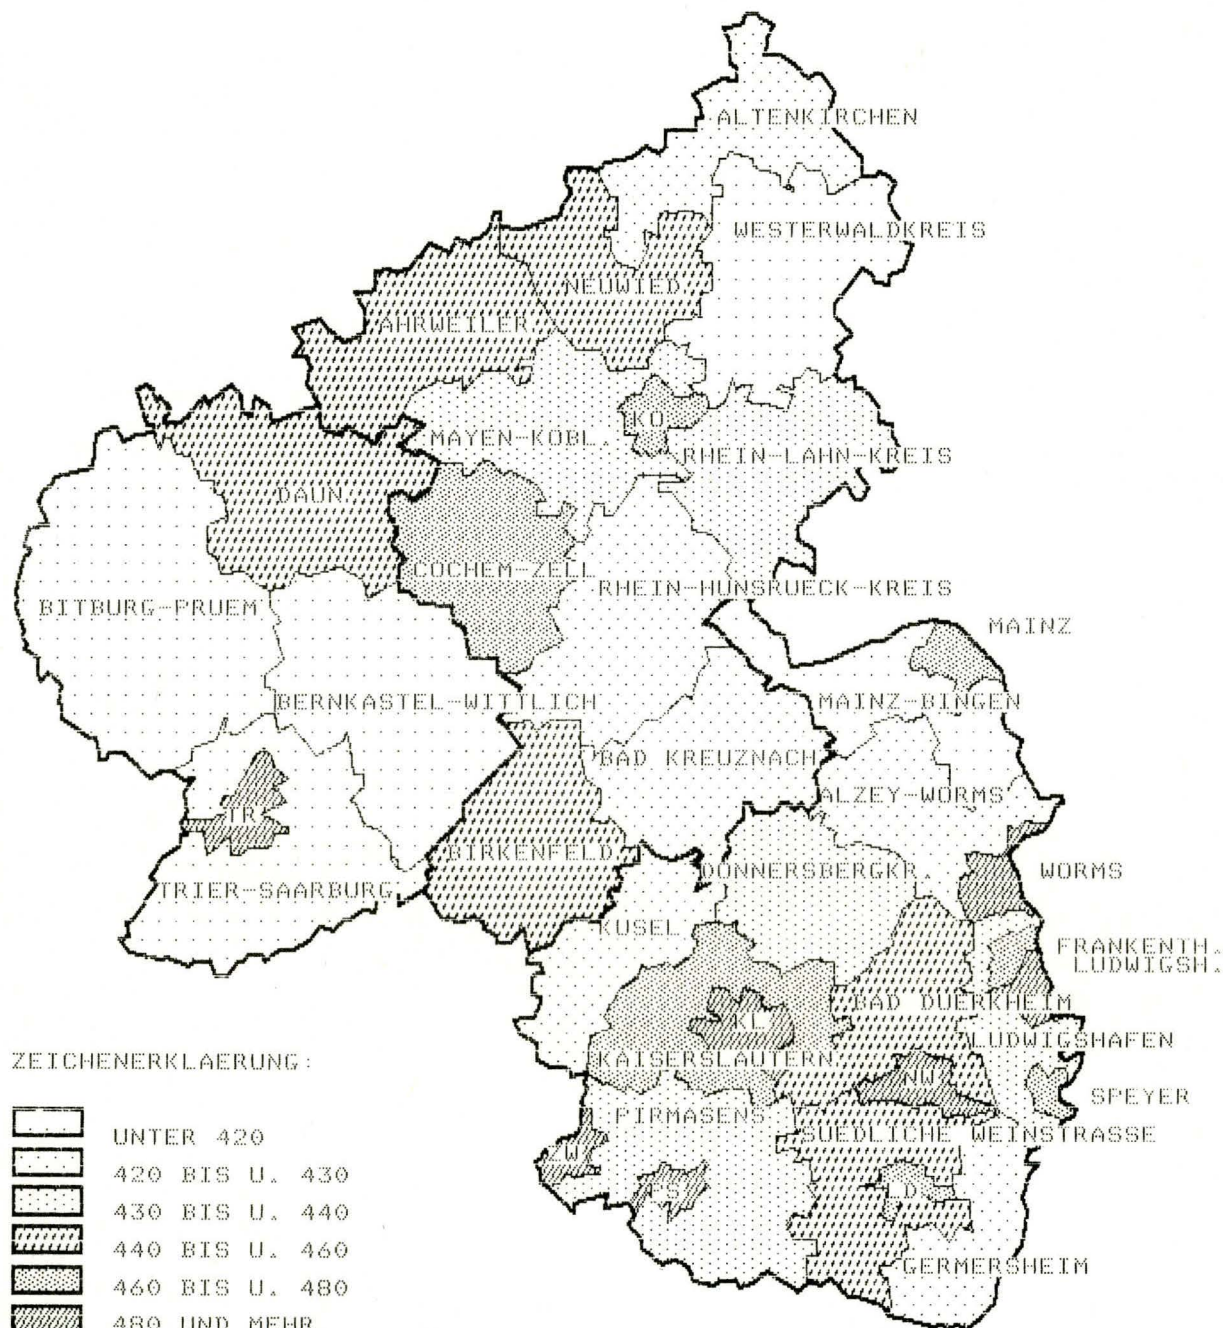 ALTENKIRCHEN
WESTERWALDKREIS
NEUWIED
AHRWEILER
KO
MAYEN-KOBL.
RHEIN-LAHN-KREIS
DAUN
COCHEM-ZELL
RHEIN-HUNSRUECK-KREIS
BITBURG-PRUEM
MAINZ
BERNKASTEL-WITTLICH
MAINZ-BINGEN
BAD KREUZNACH
ALZEY-WORMS
TR
BIRKENFELD
DONNERSBERGKR.
WORMS
TRIER-SAARBURG
KUSEL
FRANKENTH.
LUDWIGSH.
BAD DUERKHEIM
KL
LUDWIGSHAFEN
KAISERSLAUTERN
NW
SPEYER
PIRMASENS
SUEDLICHE WEINSTRASSE
ZW
PS
LD
GERMERSHEIM
ZEICHENERKLAERUNG:
UNTER 420
420 BIS U. 430
430 BIS U. 440
440 BIS U. 460
460 BIS U. 480
480 UND MEHR